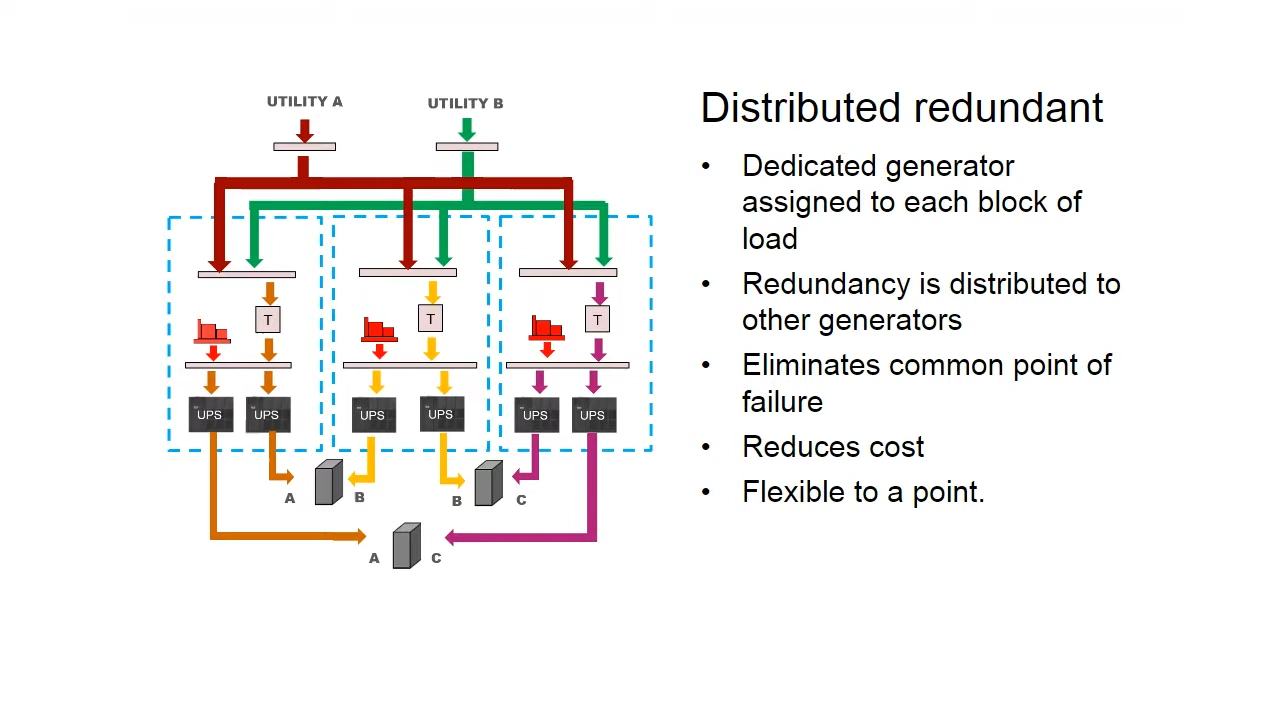 UTILITY A
UTILITY B
T
T
T
UPS
UPS
UPS
UPS
UPS
UPS
A
B
B
C
A
C
Distributed redundant
• Dedicated generator
assigned to each block of
load
• Redundancy is distributed to
other generators
• Eliminates common point of
failure
• Reduces cost
• Flexible to a point.